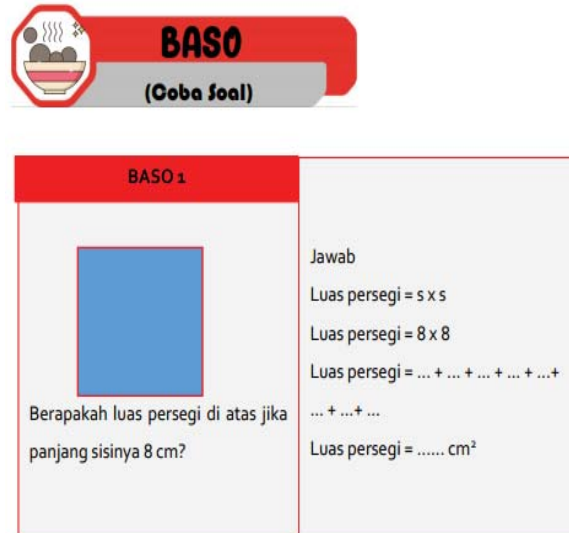 BASO
(Coba Soal)
BASO 1
Berapakah luas persegi di atas jika
panjang sisinya 8 cm?
Jawab
Luas persegi = s x s
Luas persegi = 8 x 8
Luas persegi = ... + ... + ... + ... + ...+
... + ...+ ...
Luas persegi = ...... cm²